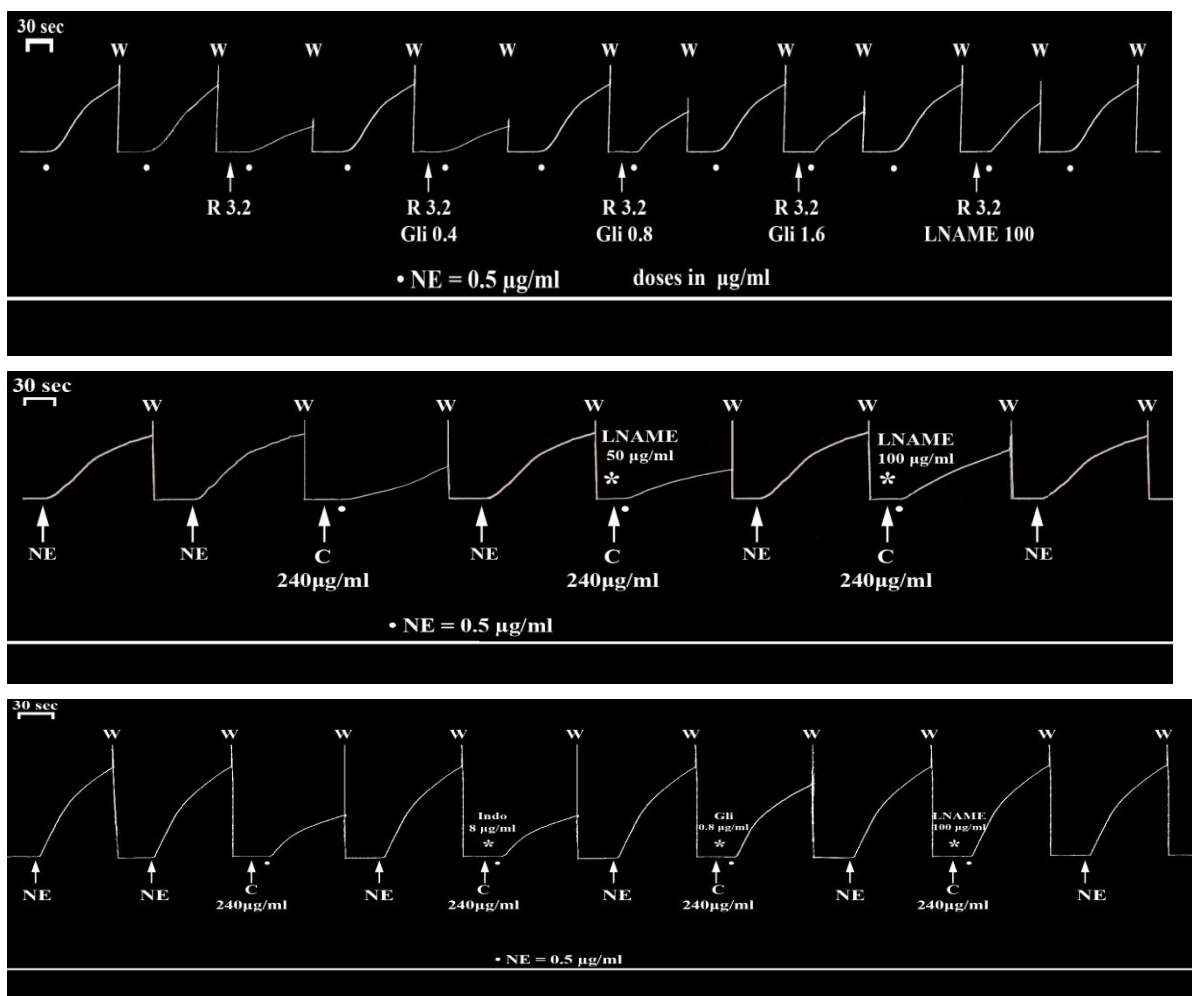 30 sec
W W W W W W W W W W W
R 3.2 R 3.2 R 3.2 R 3.2 R 3.2
Gli 0.4 Gli 0.8 Gli 1.6 LNAME 100
• NE = 0.5 µg/ml doses in µg/ml
30 sec
W W W W W W W W
LNAME LNAME
50 µg/ml 100 µg/ml
* *
NE NE C NE C NE C NE
240µg/ml 240µg/ml 240µg/ml
• NE = 0.5 µg/ml
30 sec
W W W W W W W W W W
Indo Gli LNAME
8 µg/ml 0.8 µg/ml 100 µg/ml
* * *
NE NE C NE C NE C NE C NE
240µg/ml 240µg/ml 240µg/ml 240µg/ml
• NE = 0.5 µg/ml